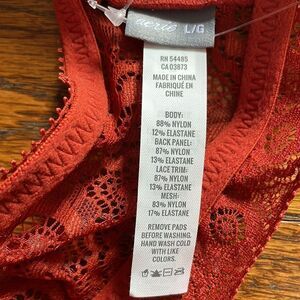 aerie L/G
RN 54485
CA 03873
MADE IN CHINA
FABRIQUÉ EN
CHINE
BODY:
88% NYLON
12% ELASTANE
BACK PANEL:
87% NYLON
13% ELASTANE
LACE TRIM:
87% NYLON
13% ELASTANE
MESH:
83% NYLON
17% ELASTANE
REMOVE PADS
BEFORE WASHING.
HAND WASH COLD
WITH LIKE
COLORS.